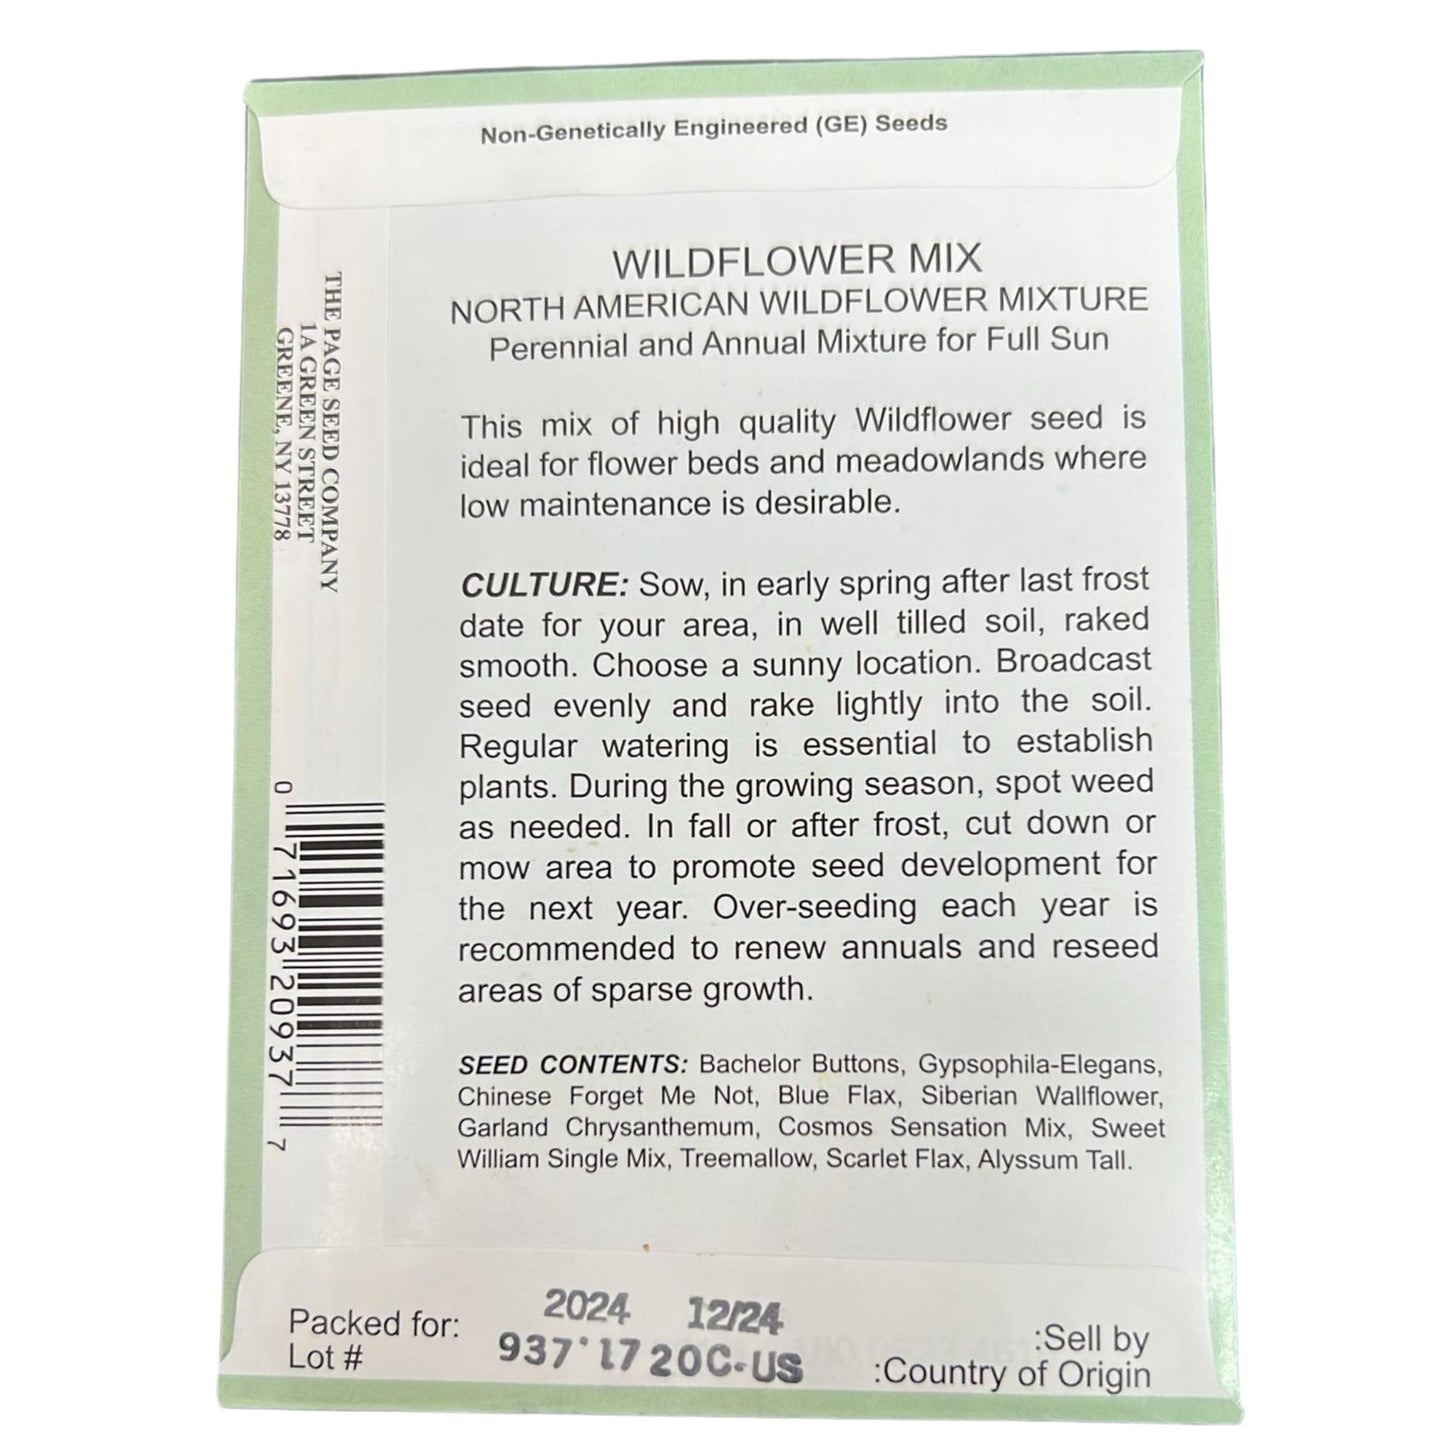 Non-Genetically Engineered (GE) Seeds
WILDFLOWER MIX
NORTH AMERICAN WILDFLOWER MIXTURE
Perennial and Annual Mixture for Full Sun
This mix of high quality Wildflower seed is
ideal for flower beds and meadowlands where
low maintenance is desirable.
CULTURE: Sow, in early spring after last frost
date for your area, in well tilled soil, raked
smooth. Choose a sunny location. Broadcast
seed evenly and rake lightly into the soil.
Regular watering is essential to establish
plants. During the growing season, spot weed
as needed. In fall or after frost, cut down or
mow area to promote seed development for
the next year. Over-seeding each year is
recommended to renew annuals and reseed
areas of sparse growth.
SEED CONTENTS: Bachelor Buttons, Gypsophila-Elegans,
Chinese Forget Me Not, Blue Flax, Siberian Wallflower,
Garland Chrysanthemum, Cosmos Sensation Mix, Sweet
William Single Mix, Treemallow, Scarlet Flax, Alyssum Tall.
THE PAGE SEED COMPANY
1A GREEN STREET
GREENE, NY 13778
0 71693 20937 7
Packed for: 2024 12/24 :Sell by
Lot # 937·17 20C-US :Country of Origin